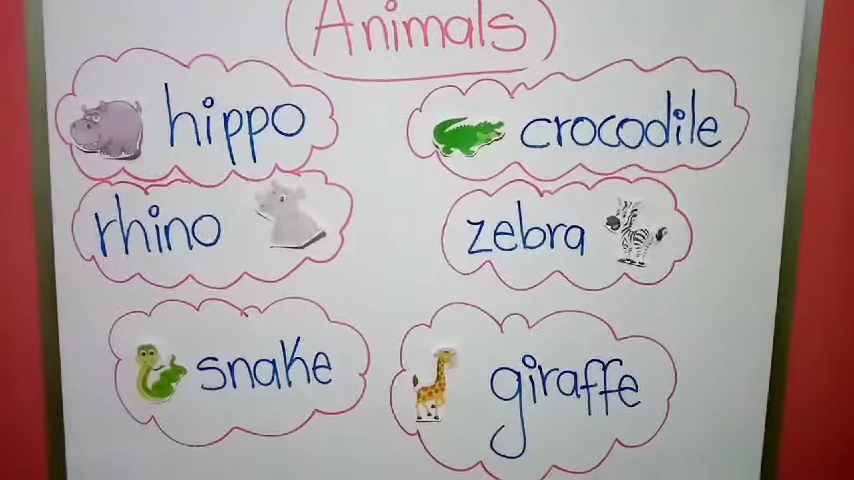 Animals
hippo
crocodile
rhino
zebra
snake
giraffe